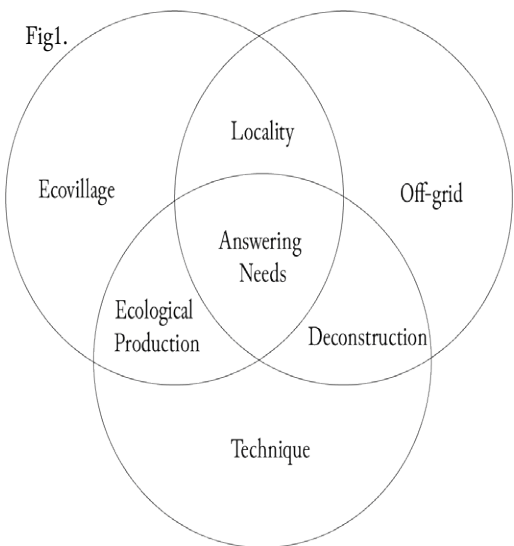 Fig1.
Locality
Ecovillage
Off-grid
Answering
Needs
Ecological
Production
Deconstruction
Technique